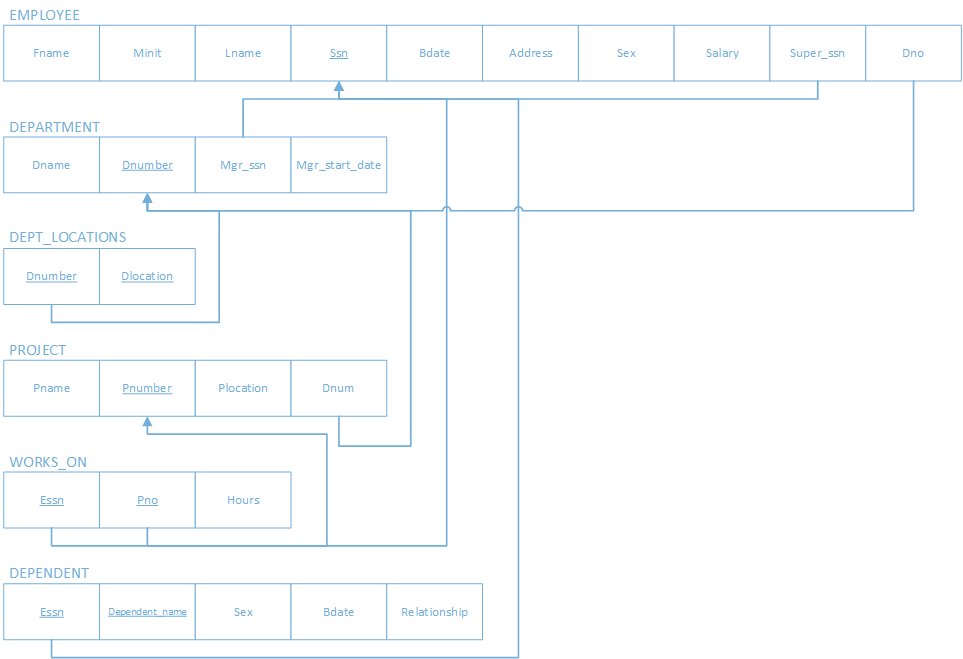 EMPLOYEE
Fname Minit Lname Ssn Bdate Address Sex Salary Super_ssn Dno
DEPARTMENT
Dname Dnumber Mgr_ssn Mgr_start_date
DEPT_LOCATIONS
Dnumber Dlocation
PROJECT
Pname Pnumber Plocation Dnum
WORKS_ON
Essn Pno Hours
DEPENDENT
Essn Dependent_name Sex Bdate Relationship